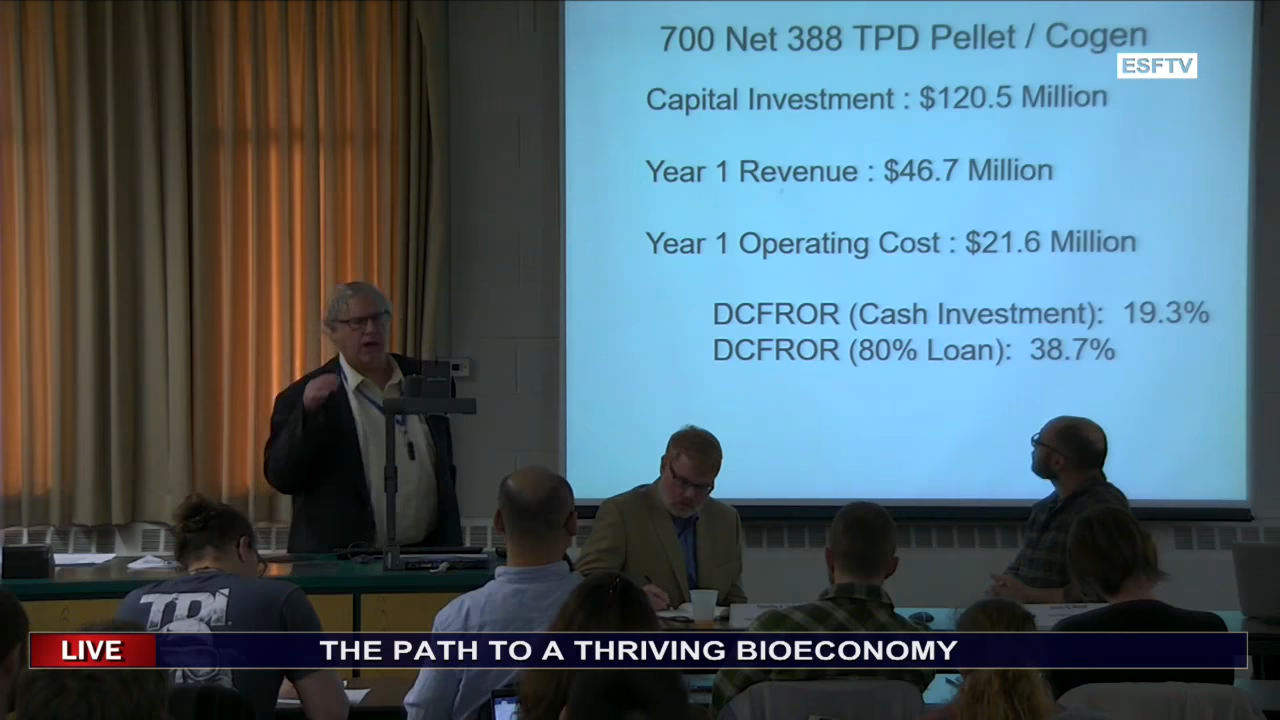 700 Net 388 TPD Pellet / Cogen
ESFTV
Capital Investment : $120.5 Million
Year 1 Revenue : $46.7 Million
Year 1 Operating Cost : $21.6 Million
DCFROR (Cash Investment): 19.3%
DCFROR (80% Loan): 38.7%
LIVE
THE PATH TO A THRIVING BIOECONOMY